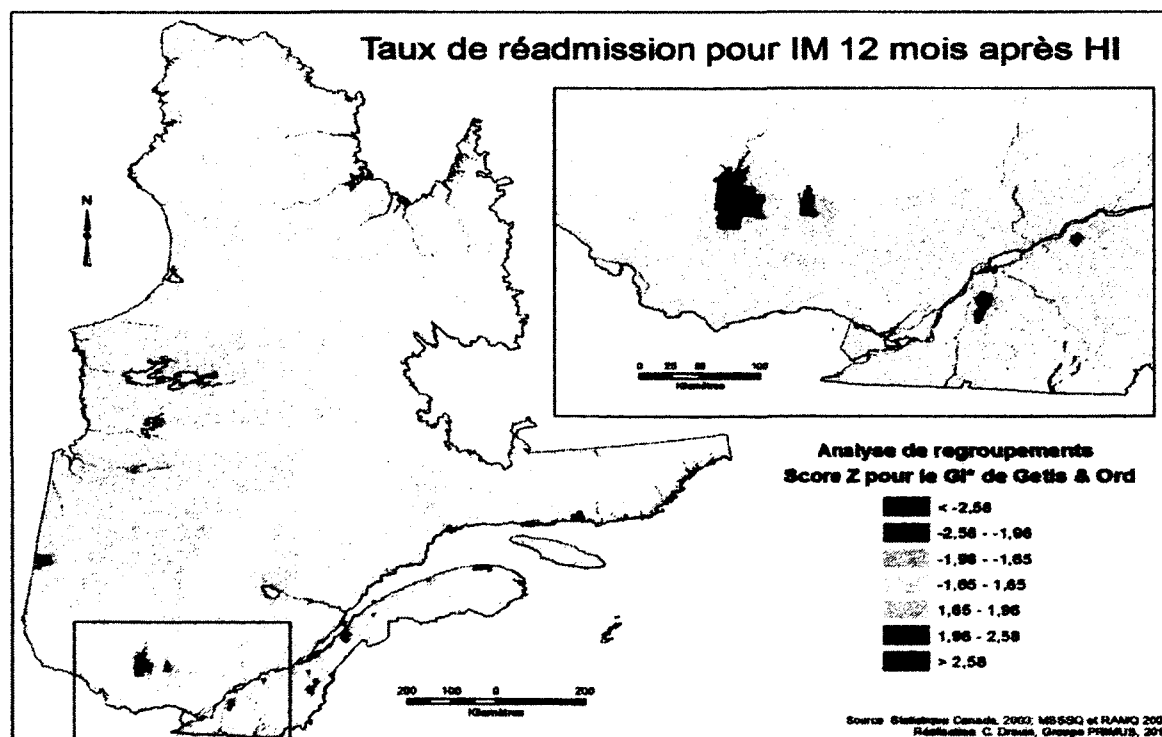 Taux de réadmission pour IM 12 mois après HI
N
0 25 50 100
Kilomètres
Analyse de regroupements
Score Z pour le Gi* de Getis & Ord
< -2,58
-2,58 - -1,96
-1,96 - -1,65
-1,65 - 1,65
1,65 - 1,96
1,96 - 2,58
> 2,58
200 100 0 200
Kilomètres
Source Statistique Canada, MSSSQ et RAMQ
Réalisation C. Drouin, Groupe PRIMUS,